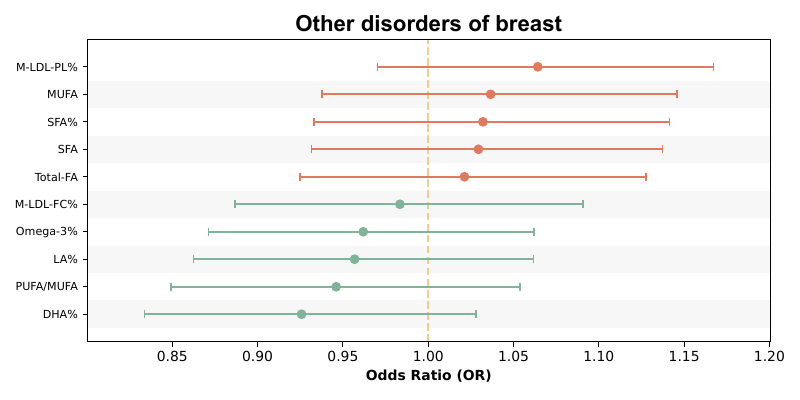 Other disorders of breast
M-LDL-PL%
MUFA
SFA%
SFA
Total-FA
M-LDL-FC%
Omega-3%
LA%
PUFA/MUFA
DHA%
0.85 0.90 0.95 1.00 1.05 1.10 1.15 1.20
Odds Ratio (OR)